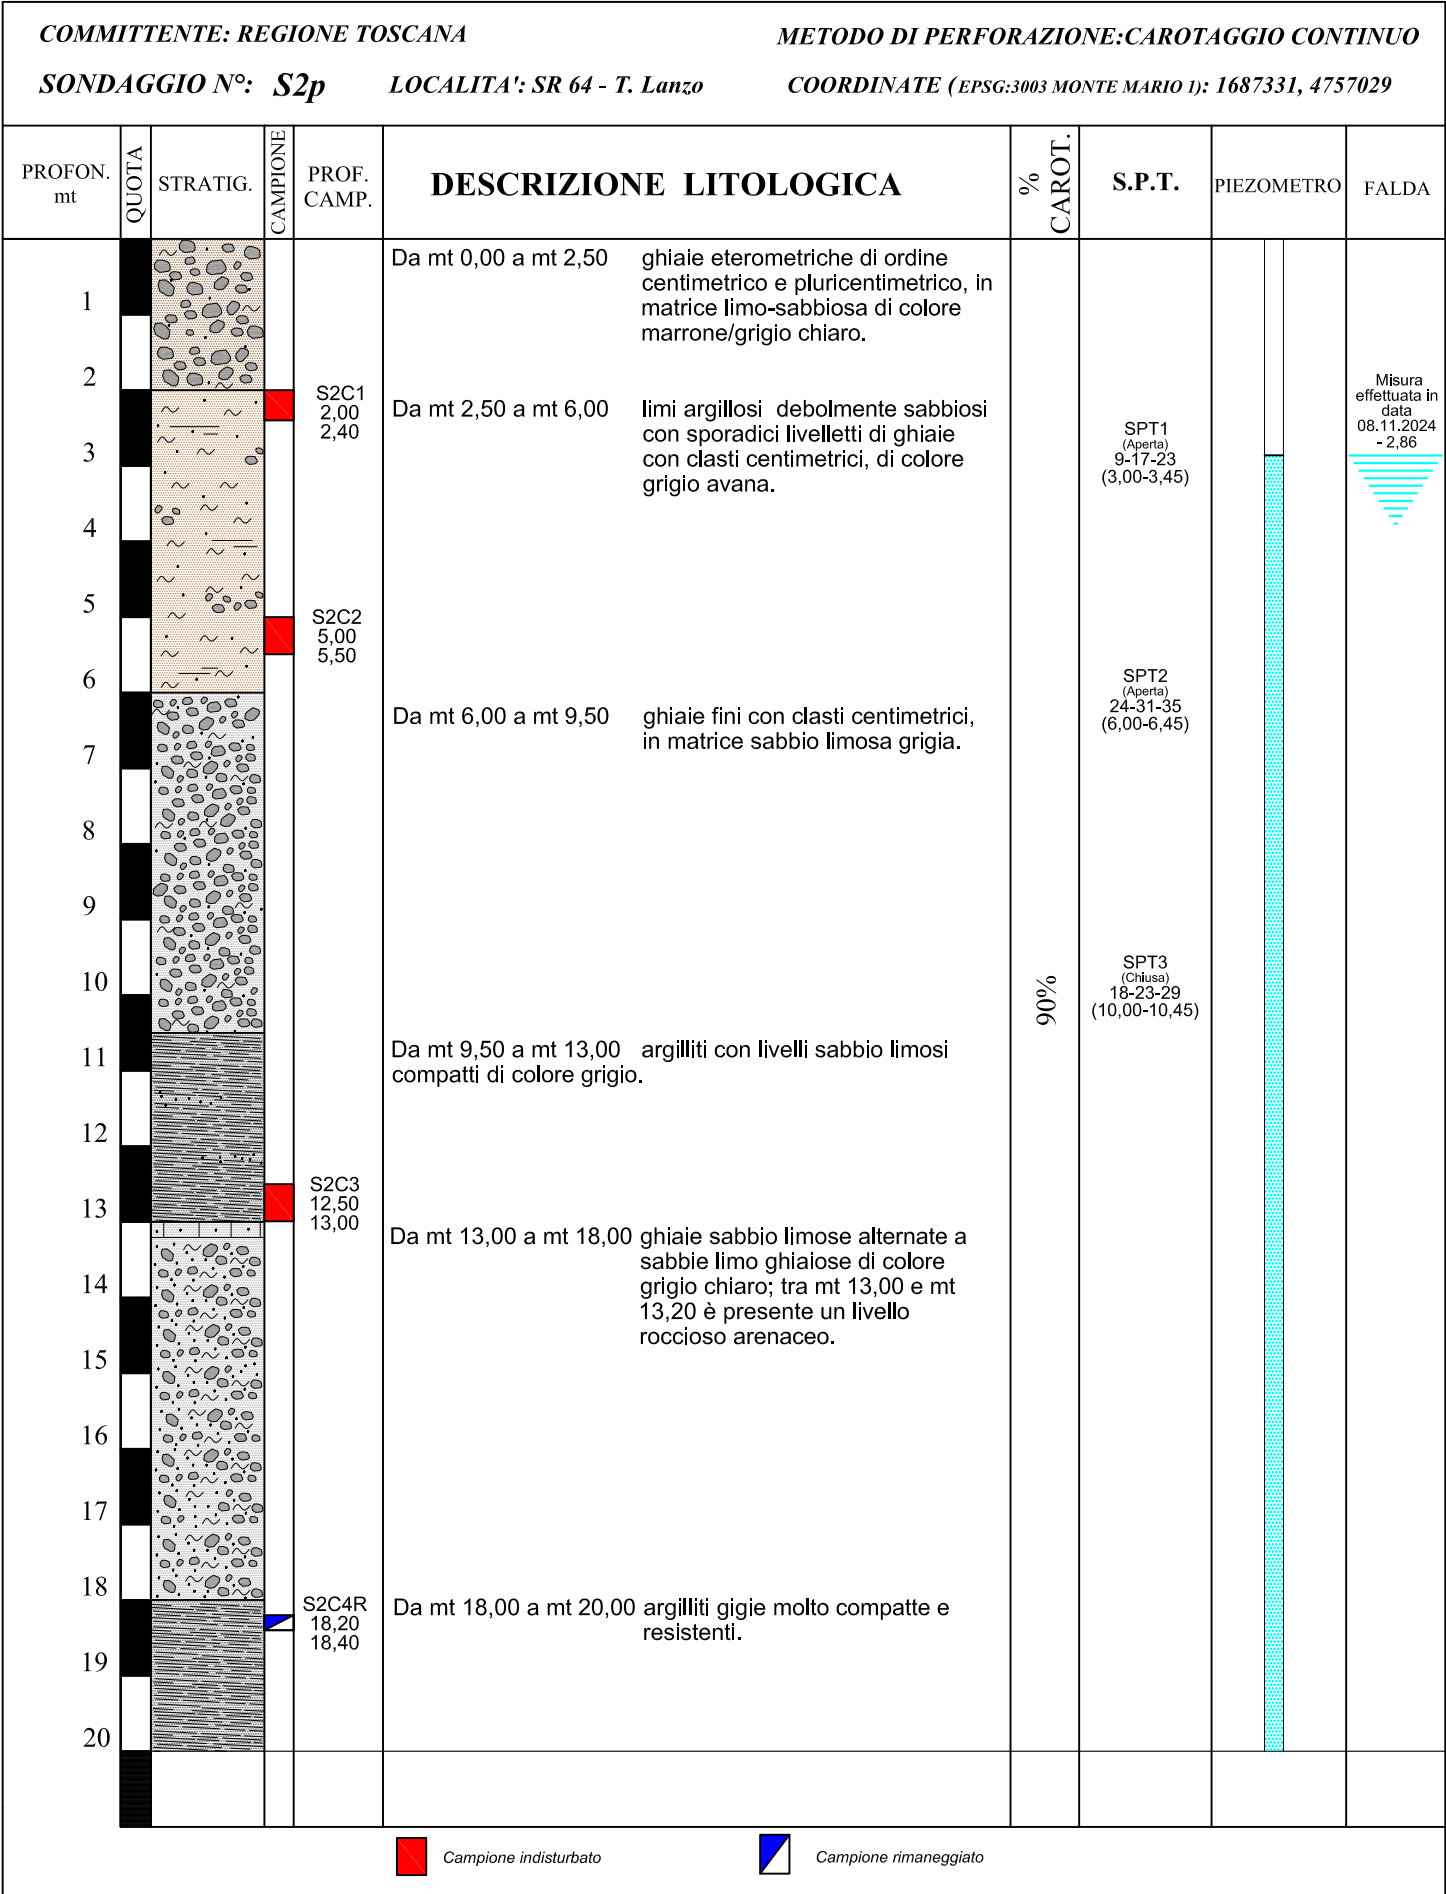 COMMITTENTE: REGIONE TOSCANA
METODO DI PERFORAZIONE:CAROTAGGIO CONTINUO
SONDAGGIO N°: S2p
LOCALITA': SR 64 - T. Lanzo
COORDINATE (EPSG:3003 MONTE MARIO 1): 1687331, 4757029
PROFON.
mt
QUOTA
STRATIG.
CAMPIONE
PROF.
CAMP.
DESCRIZIONE LITOLOGICA
%
CAROT.
S.P.T.
PIEZOMETRO
FALDA
Da mt 0,00 a mt 2,50 ghiaie eterometriche di ordine
centimetrico e pluricentimetrico, in
matrice limo-sabbiosa di colore
marrone/grigio chiaro.
1
2
S2C1
2,00
2,40
Da mt 2,50 a mt 6,00 limi argillosi debolmente sabbiosi
con sporadici livelletti di ghiaie
con clasti centimetrici, di colore
grigio avana.
SPT1
(Aperta)
9-17-23
(3,00-3,45)
Misura
effettuata in
data
08.11.2024
- 2,86
3
4
5
S2C2
5,00
5,50
6
Da mt 6,00 a mt 9,50 ghiaie fini con clasti centimetrici,
in matrice sabbio limosa grigia.
SPT2
(Aperta)
24-31-35
(6,00-6,45)
7
8
9
10
90%
SPT3
(Chiusa)
18-23-29
(10,00-10,45)
11
Da mt 9,50 a mt 13,00 argilliti con livelli sabbio limosi
compatti di colore grigio.
12
13
S2C3
12,50
13,00
Da mt 13,00 a mt 18,00 ghiaie sabbio limose alternate a
sabbie limo ghiaiose di colore
grigio chiaro; tra mt 13,00 e mt
13,20 è presente un livello
roccioso arenaceo.
14
15
16
17
18
S2C4R
18,20
18,40
Da mt 18,00 a mt 20,00 argilliti gigie molto compatte e
resistenti.
19
20
Campione indisturbato
Campione rimaneggiato